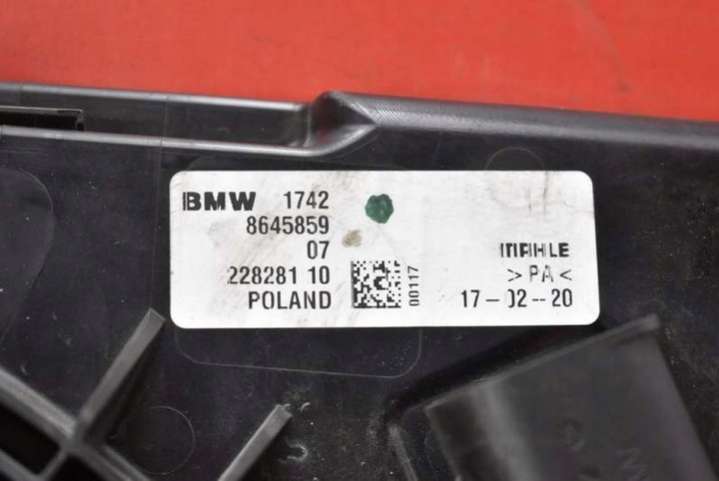 BMW 1742
8645859
07
228281 10
POLAND
00117
MAHLE
>PA<
17-02-20